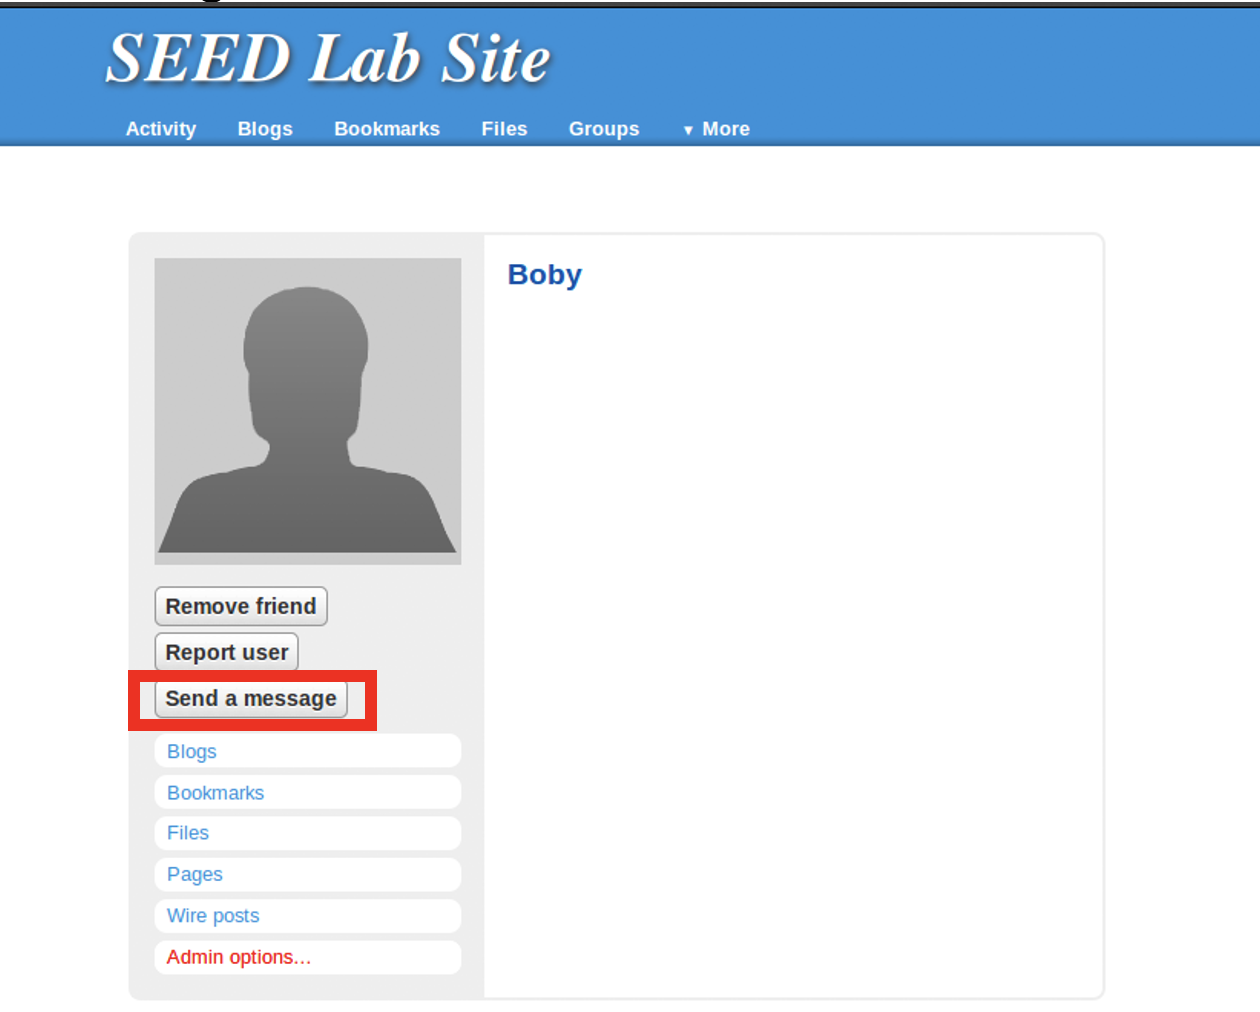 SEED Lab Site
Activity Blogs Bookmarks Files Groups ▼ More
Boby
Remove friend
Report user
Send a message
Blogs
Bookmarks
Files
Pages
Wire posts
Admin options...